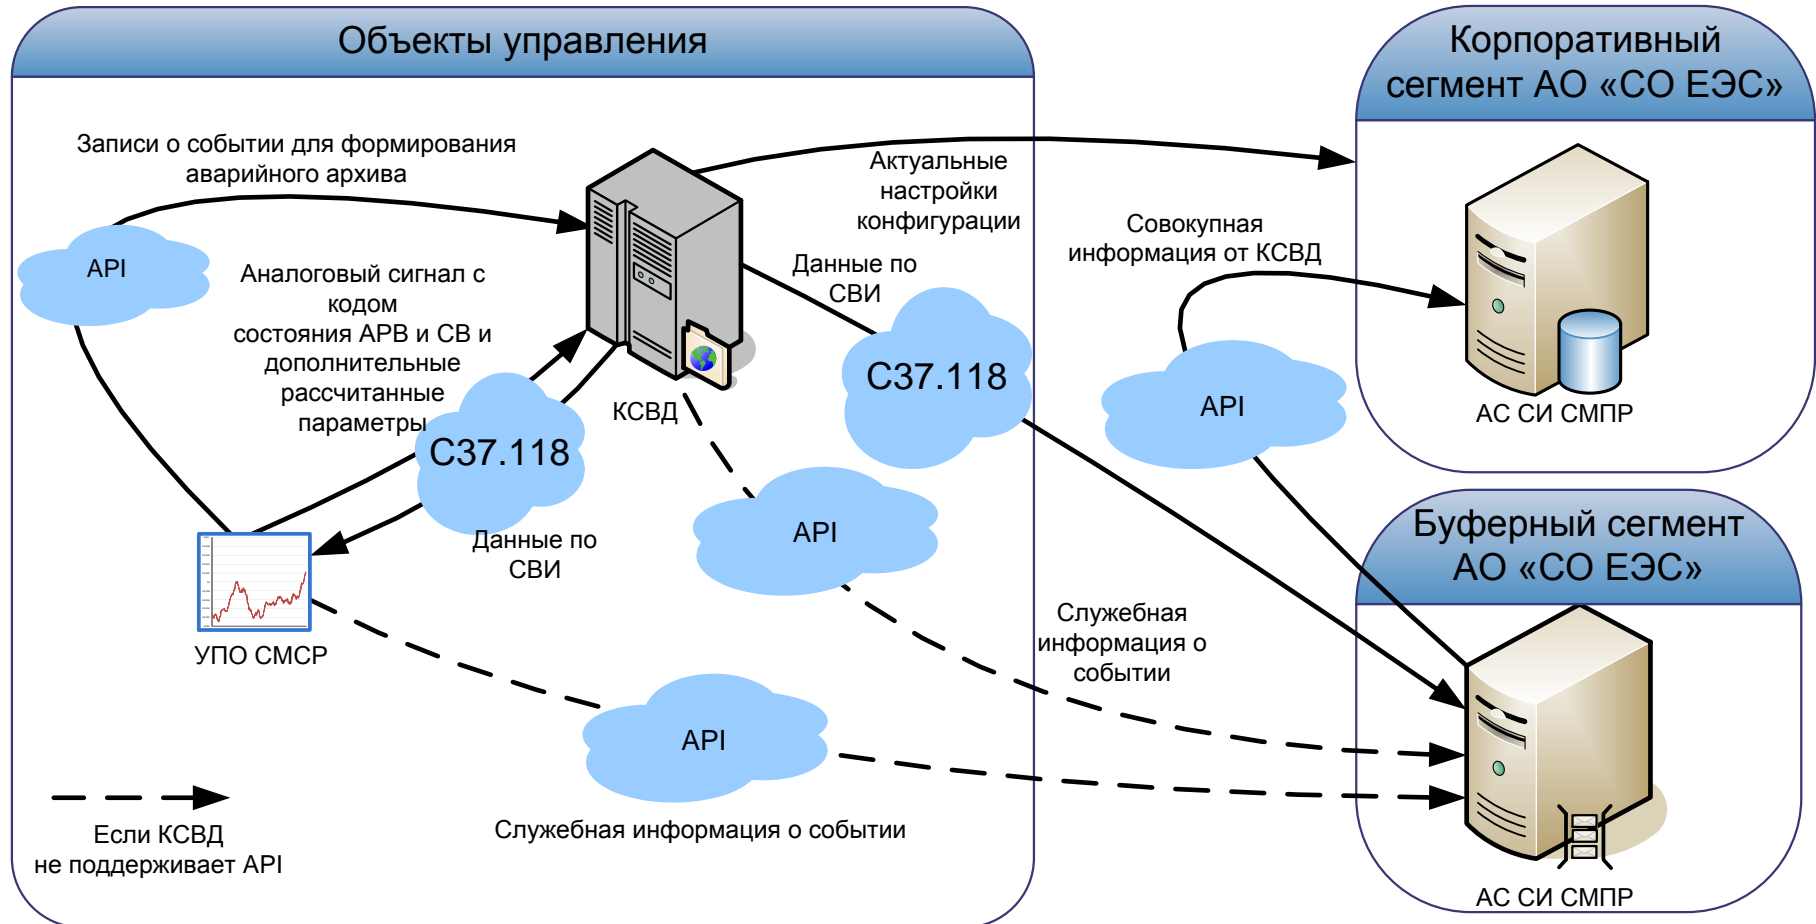 Объекты управления
Корпоративный
сегмент АО «СО ЕЭС»
Записи о событии для формирования
аварийного архива
API
Аналоговый сигнал с
кодом
состояния АРВ и СВ и
дополнительные
рассчитанные
параметры
С37.118
Данные по
СВИ
УПО СМСР
КСВД
Актуальные
настройки
конфигурации
Данные по
СВИ
С37.118
Совокупная
информация от КСВД
API
АС СИ СМПР
Буферный сегмент
АО «СО ЕЭС»
API
Служебная
информация о
событии
API
Служебная информация о событии
Если КСВД
не поддерживает API
АС СИ СМПР